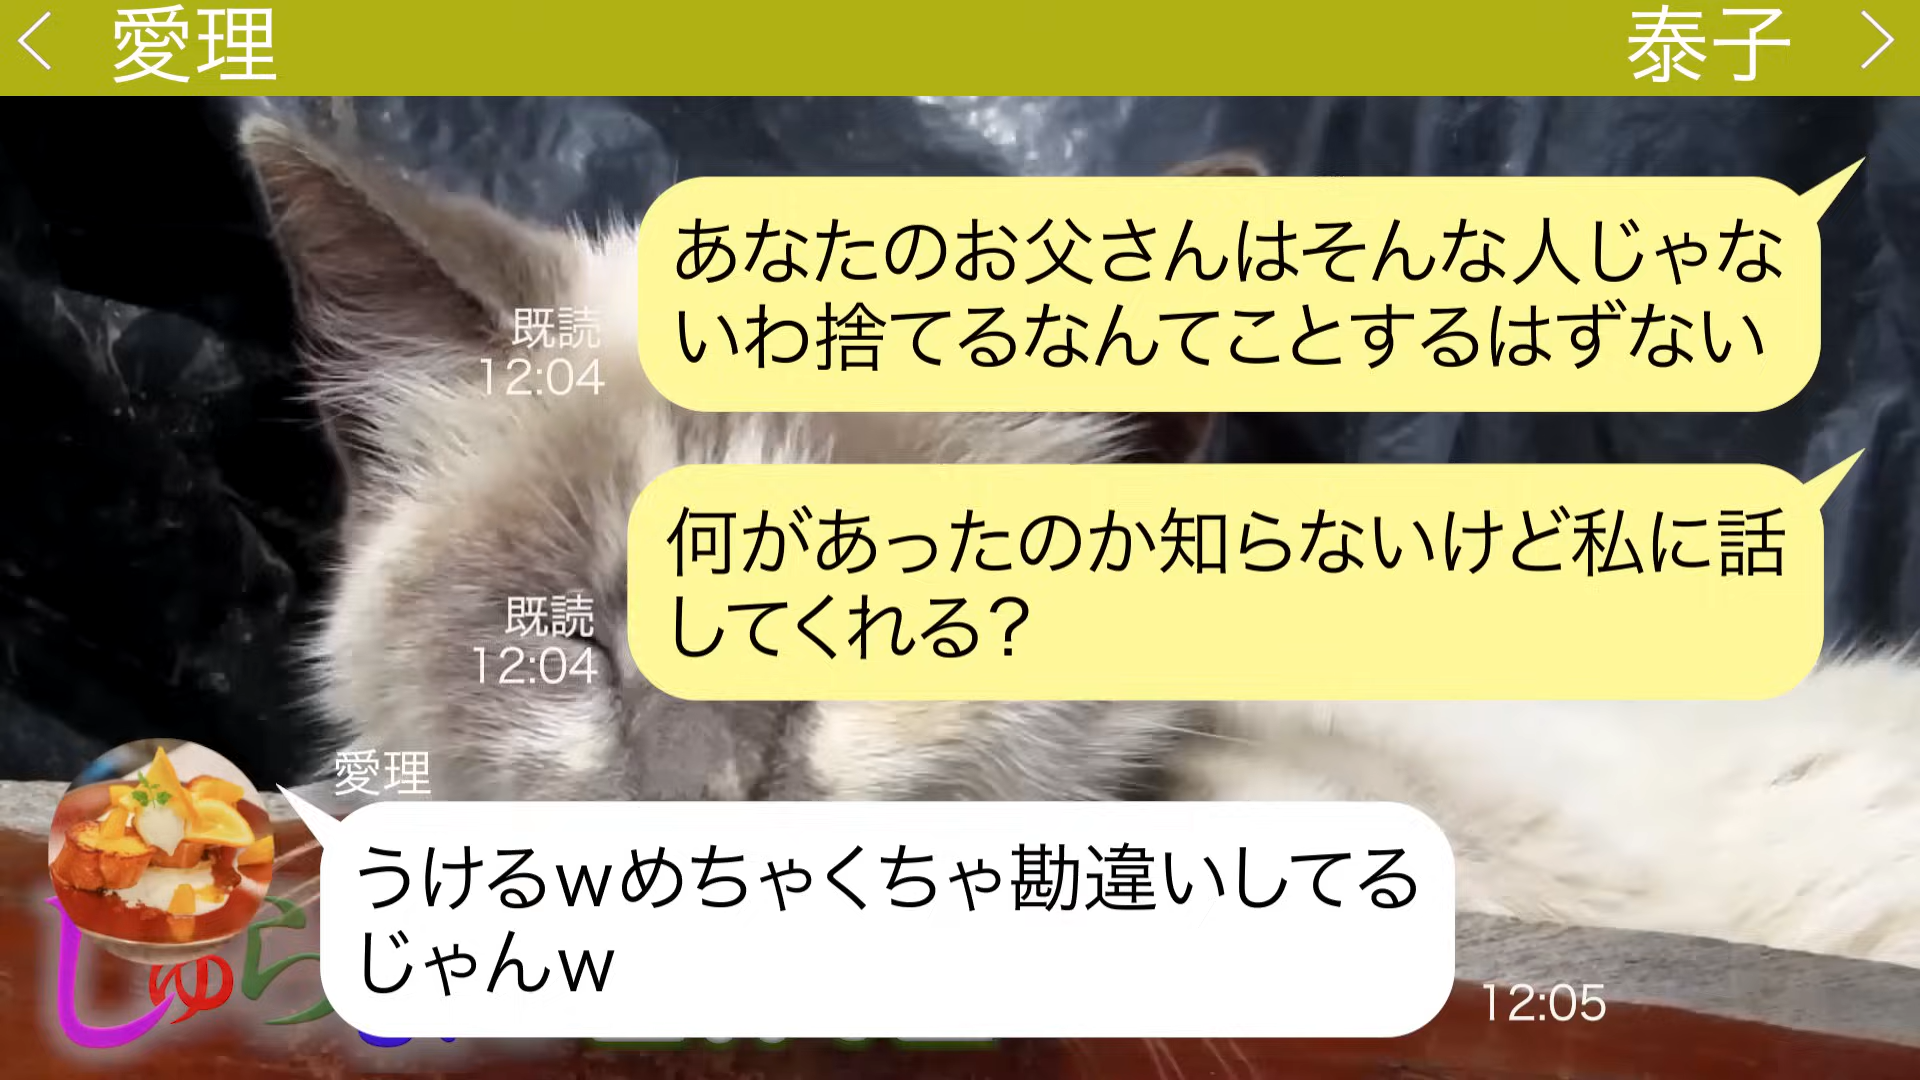 愛理
泰子
あなたのお父さんはそんな人じゃな
いわ捨てるなんてことするはずない
既読
12:04
何があったのか知らないけど私に話
してくれる?
既読
12:04
愛理
うけるwめちゃくちゃ勘違いしてる
じゃんw
12:05
しゅら